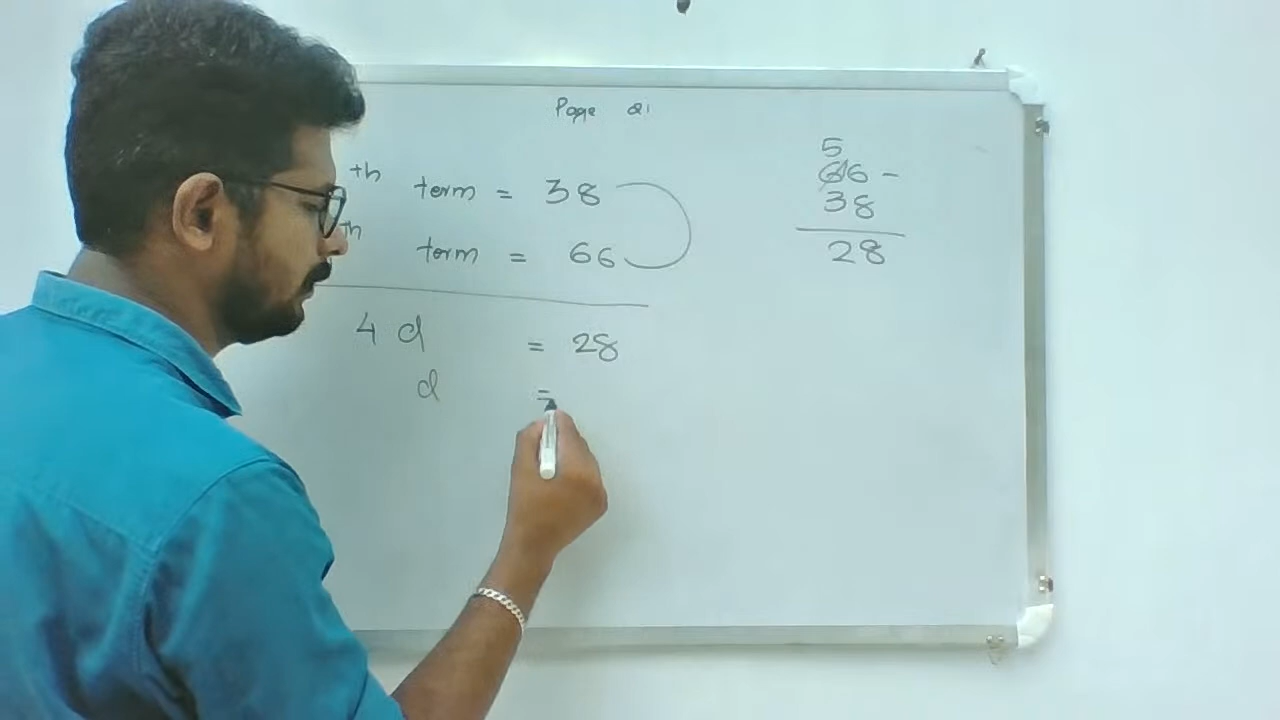 Page 21
th term = 38
th term = 66
4 d = 28
d =
5
66 -
38
28